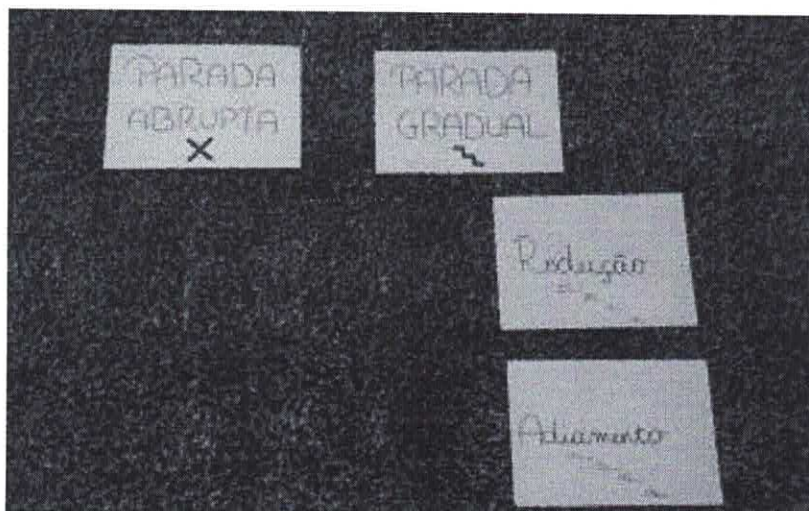 PARADA
ABRUPTA
PARADA
GRADUAL
Redução
Adiamento